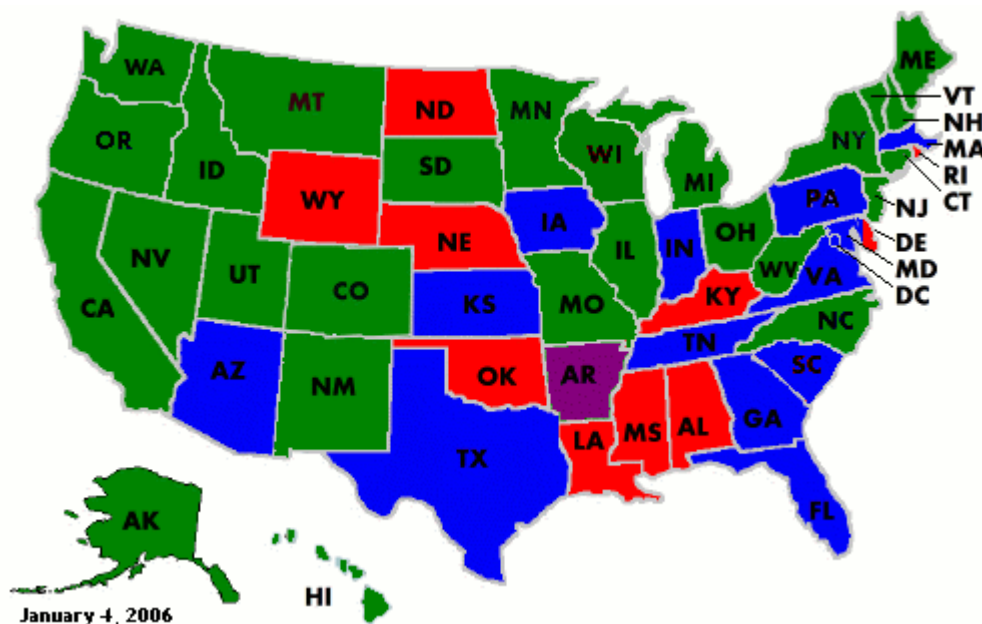 WA
MT
ND
MN
ME
VT
NH
MA
RI
CT
NJ
DE
MD
DC
OR
ID
WY
SD
WI
MI
NY
NE
IA
PA
NV
UT
CO
KS
MO
IL
IN
OH
WV
VA
KY
CA
AZ
NM
OK
AR
TN
NC
SC
TX
LA
MS
AL
GA
FL
AK
HI
January 4, 2006